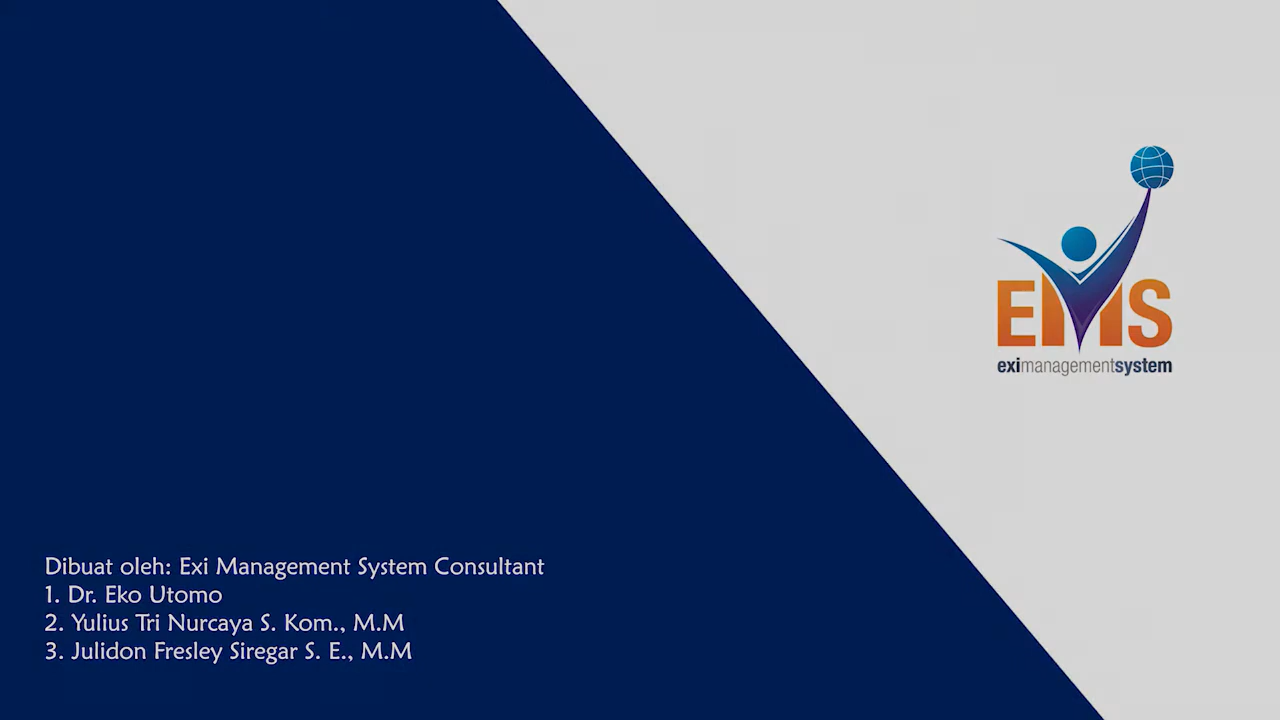 EMS
eximanagementsystem
Dibuat oleh: Exi Management System Consultant
1. Dr. Eko Utomo
2. Yulius Tri Nurcaya S. Kom., M.M
3. Julidon Fresley Siregar S. E., M.M